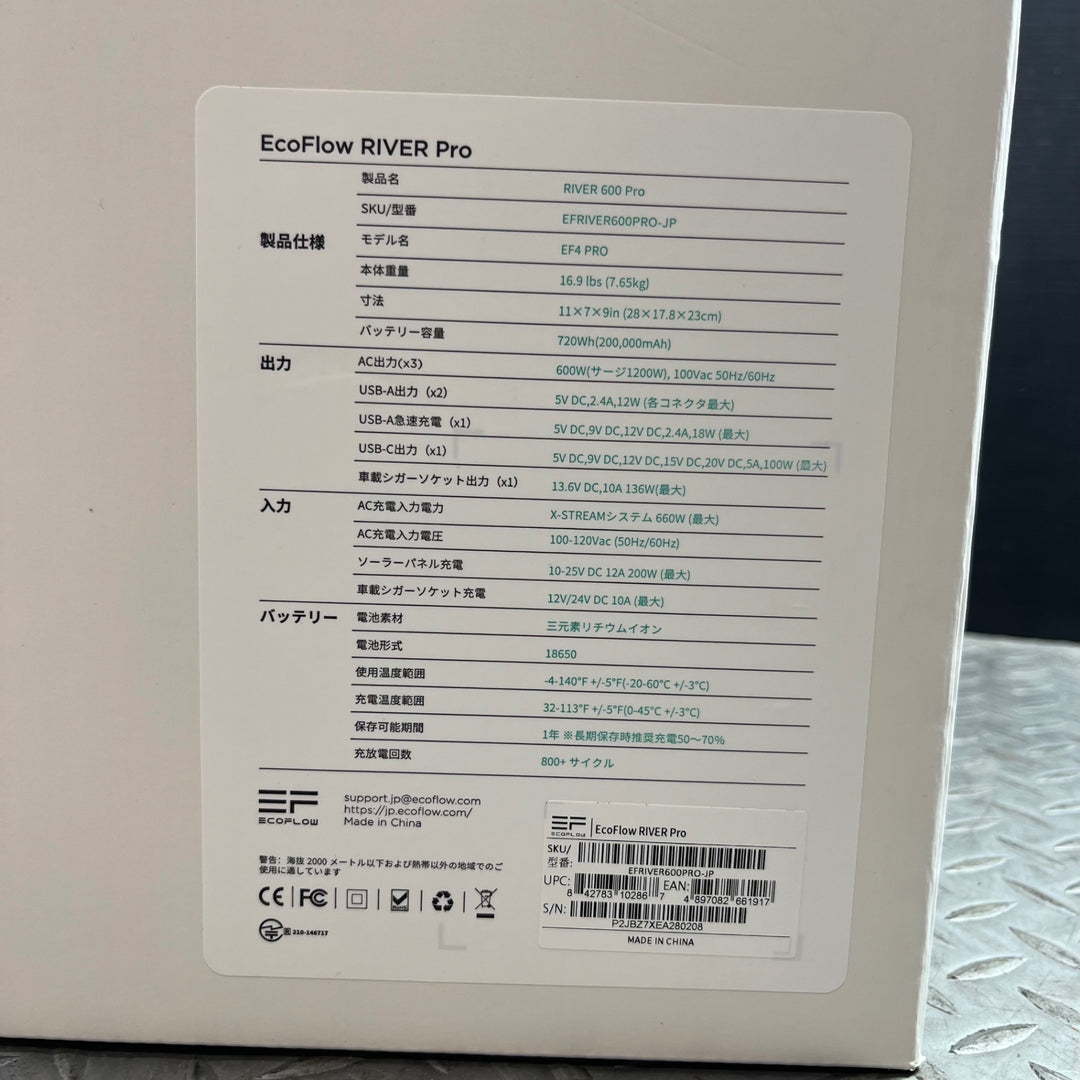 EcoFlow RIVER Pro
製品仕様
製品名 RIVER 600 Pro
SKU/型番 EFRIVER600PRO-JP
モデル名 EF4 PRO
本体重量 16.9 lbs (7.65kg)
寸法 11×7×9in (28×17.8×23cm)
バッテリー容量 720Wh(200,000mAh)
出力
AC出力(x3) 600W(サージ1200W), 100Vac 50Hz/60Hz
USB-A出力 (x2) 5V DC,2.4A,12W (各コネクタ最大)
USB-A急速充電 (x1) 5V DC,9V DC,12V DC,2.4A,18W (最大)
USB-C出力 (x1) 5V DC,9V DC,12V DC,15V DC,20V DC,5A,100W (最大)
車載シガーソケット出力 (x1) 13.6V DC,10A 136W(最大)
入力
AC充電入力電力 X-STREAMシステム 660W (最大)
AC充電入力電圧 100-120Vac (50Hz/60Hz)
ソーラーパネル充電 10-25V DC 12A 200W (最大)
車載シガーソケット充電 12V/24V DC 10A (最大)
バッテリー
電池素材 三元素リチウムイオン
電池形式 18650
使用温度範囲 -4-140°F +/-5°F(-20-60°C +/-3°C)
充電温度範囲 32-113°F +/-5°F(0-45°C +/-3°C)
保存可能期間 1年 ※長期保存時推奨充電50〜70%
充放電回数 800+ サイクル
EF
ECOFLOW
support.jp@ecoflow.com
https://jp.ecoflow.com/
Made in China
警告: 海抜 2000 メートル以下および熱帯以外の地域でのご
使用に適しています
CE FC RoHS
R 210-146717
EF
ECOFLOW
EcoFlow RIVER Pro
SKU/
型番:
EFRIVER600PRO-JP
UPC: 8 42783 10286 7 EAN: 4 897082 661917
S/N:
P2JBZ7XEA280208
MADE IN CHINA